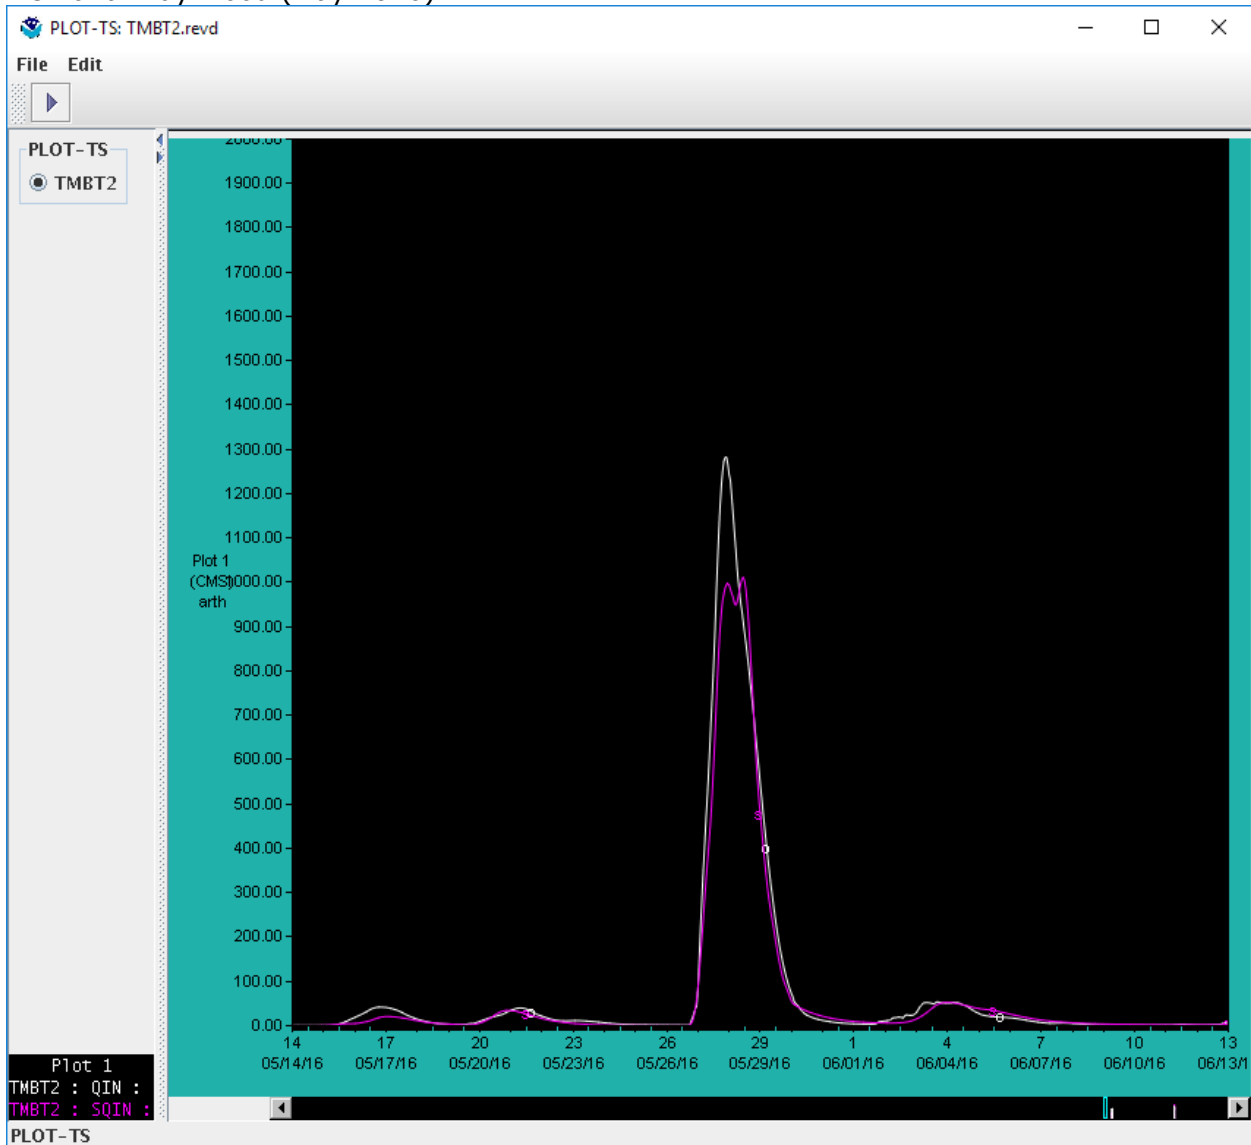 PLOT-TS: TMBT2.revd
File Edit
PLOT-TS
TMBT2
2000.00
1900.00
1800.00
1700.00
1600.00
1500.00
1400.00
1300.00
1200.00
1100.00
Plot 1
(CMS)
1000.00
arth
900.00
800.00
700.00
600.00
500.00
S
400.00
O
300.00
200.00
100.00
S
O
S
O
0.00
14 17 20 23 26 29 1 4 7 10 13
05/14/16 05/17/16 05/20/16 05/23/16 05/26/16 05/29/16 06/01/16 06/04/16 06/07/16 06/10/16 06/13/1
Plot 1
TMBT2 : QIN :
TMBT2 : SQIN :
PLOT-TS